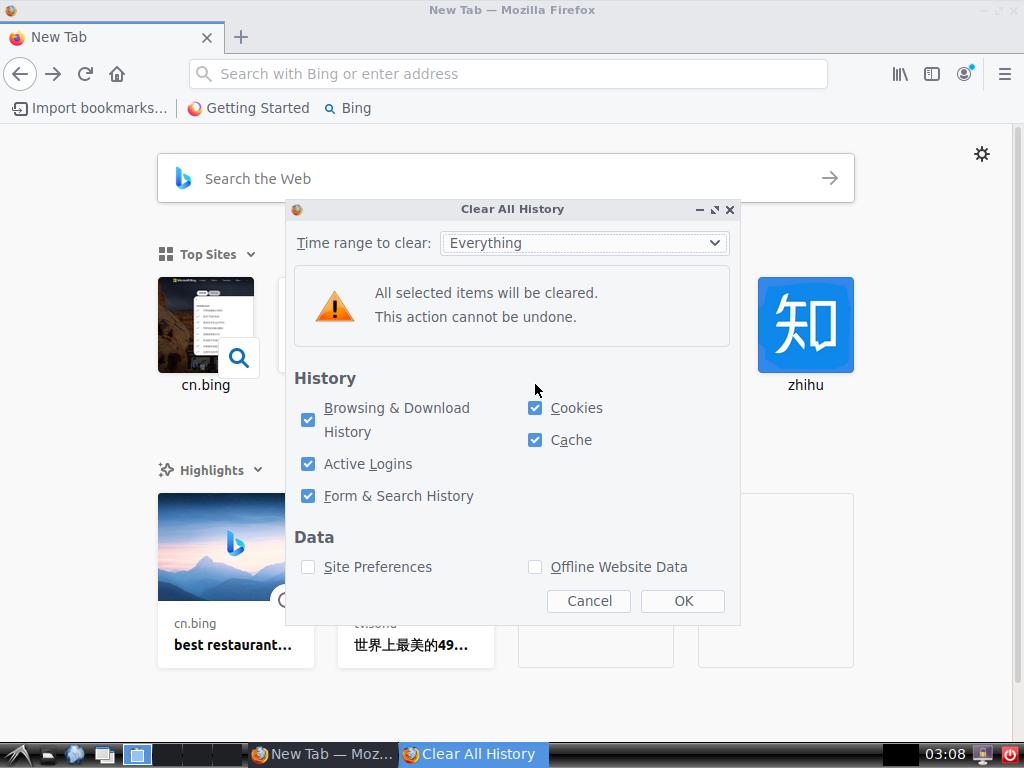 New Tab — Mozilla Firefox
New Tab
Search with Bing or enter address
Import bookmarks...
Getting Started
Bing
Search the Web
Clear All History
Time range to clear:
Everything
Top Sites
All selected items will be cleared.
This action cannot be undone.
知
cn.bing
zhihu
History
Browsing & Download
History
Cookies
Cache
Active Logins
Form & Search History
Highlights
Data
Site Preferences
Offline Website Data
Cancel
OK
cn.bing
best restaurant...
世界上最美的49...
New Tab — Moz...
Clear All History
03:08